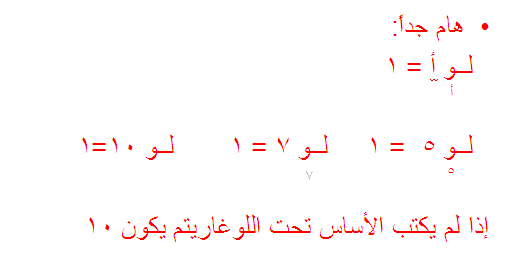 • هام جداً:
لـو أ = ١
أ
لـو ٥ = ١ لـو ٧ = ١ لـو ١٠=١
٥ ٧
إذا لم يكتب الأساس تحت اللوغاريتم يكون ١٠